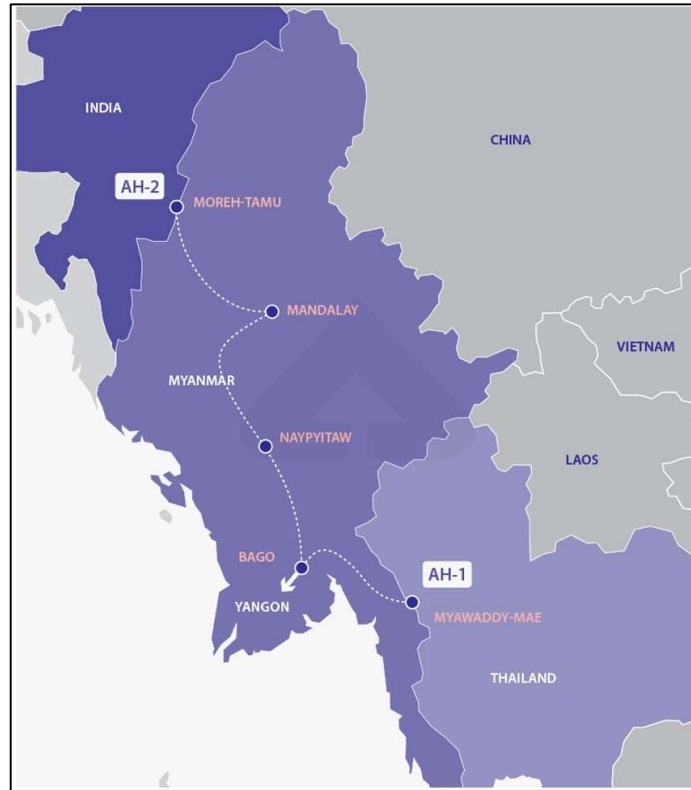 INDIA
CHINA
AH-2
MOREH-TAMU
MANDALAY
VIETNAM
MYANMAR
NAYPYITAW
LAOS
BAGO
AH-1
YANGON
MYAWADDY-MAE
THAILAND